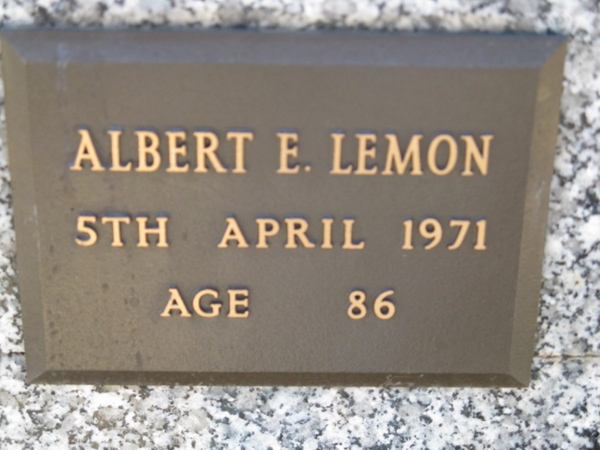 ALBERT E. LEMON
5TH APRIL 1971
AGE 86